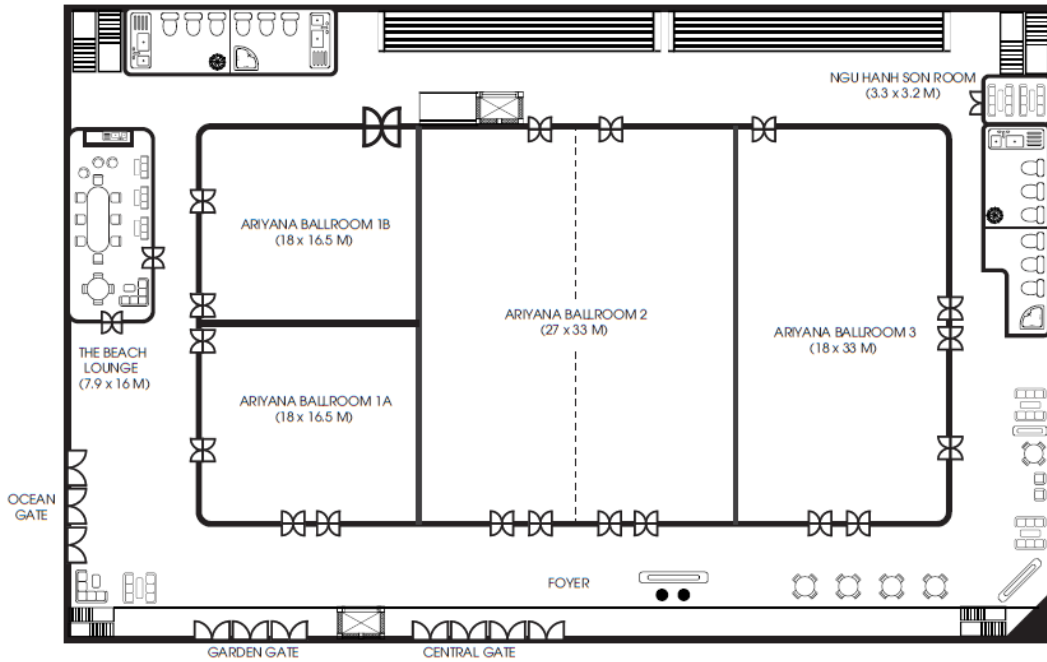 NGU HANH SON ROOM
(3.3 x 3.2 M)
ARIYANA BALLROOM 1B
(18 x 16.5 M)
ARIYANA BALLROOM 2
(27 x 33 M)
ARIYANA BALLROOM 3
(18 x 33 M)
THE BEACH
LOUNGE
(7.9 x 16 M)
ARIYANA BALLROOM 1A
(18 x 16.5 M)
OCEAN
GATE
FOYER
GARDEN GATE
CENTRAL GATE